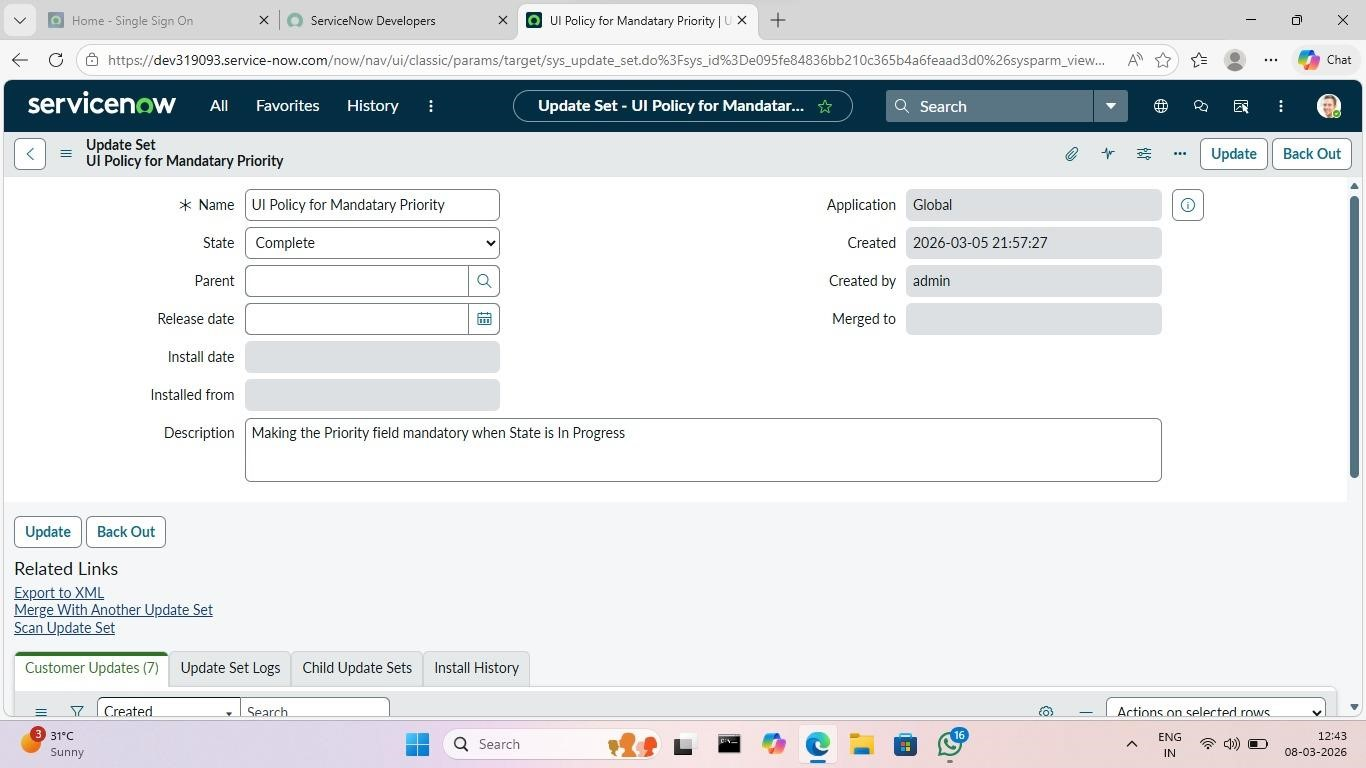 Home - Single Sign On
ServiceNow Developers
UI Policy for Mandatary Priority | U
https://dev319093.service-now.com/now/nav/ui/classic/params/target/sys_update_set.do%3Fsys_id%3De095fe84836bb210c365b4a6feaad3d0%26sysparm_view...
Chat
servicenow
All
Favorites
History
Update Set - UI Policy for Mandatar...
Search
Update Set
UI Policy for Mandatary Priority
Update
Back Out
Name
UI Policy for Mandatary Priority
Application
Global
State
Complete
Created
2026-03-05 21:57:27
Parent
Created by
admin
Release date
Merged to
Install date
Installed from
Description
Making the Priority field mandatory when State is In Progress
Update
Back Out
Related Links
Export to XML
Merge With Another Update Set
Scan Update Set
Customer Updates (7)
Update Set Logs
Child Update Sets
Install History
Created
Search
Actions on selected rows
3
31°C
Sunny
Search
16
ENG
IN
12:43
08-03-2026